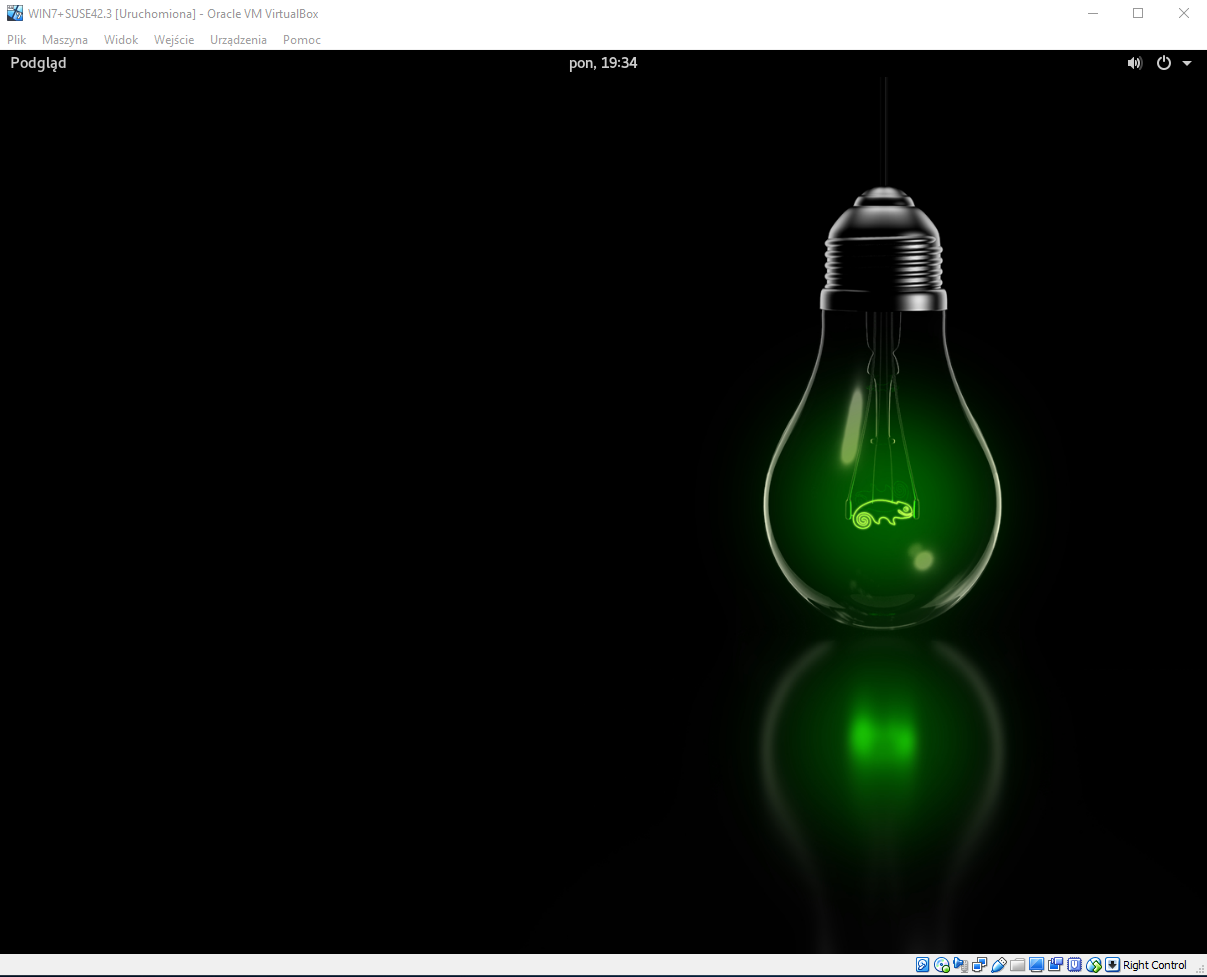 WIN7+SUSE42.3 [Uruchomiona] - Oracle VM VirtualBox
Plik Maszyna Widok Wejście Urządzenia Pomoc
Podgląd pon, 19:34
Right Control